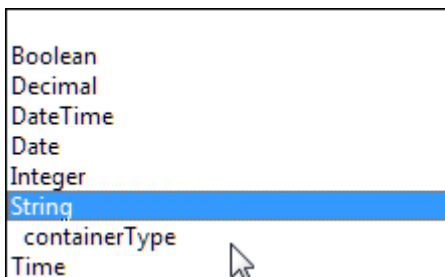 Boolean
Decimal
DateTime
Date
Integer
String
containerType
Time